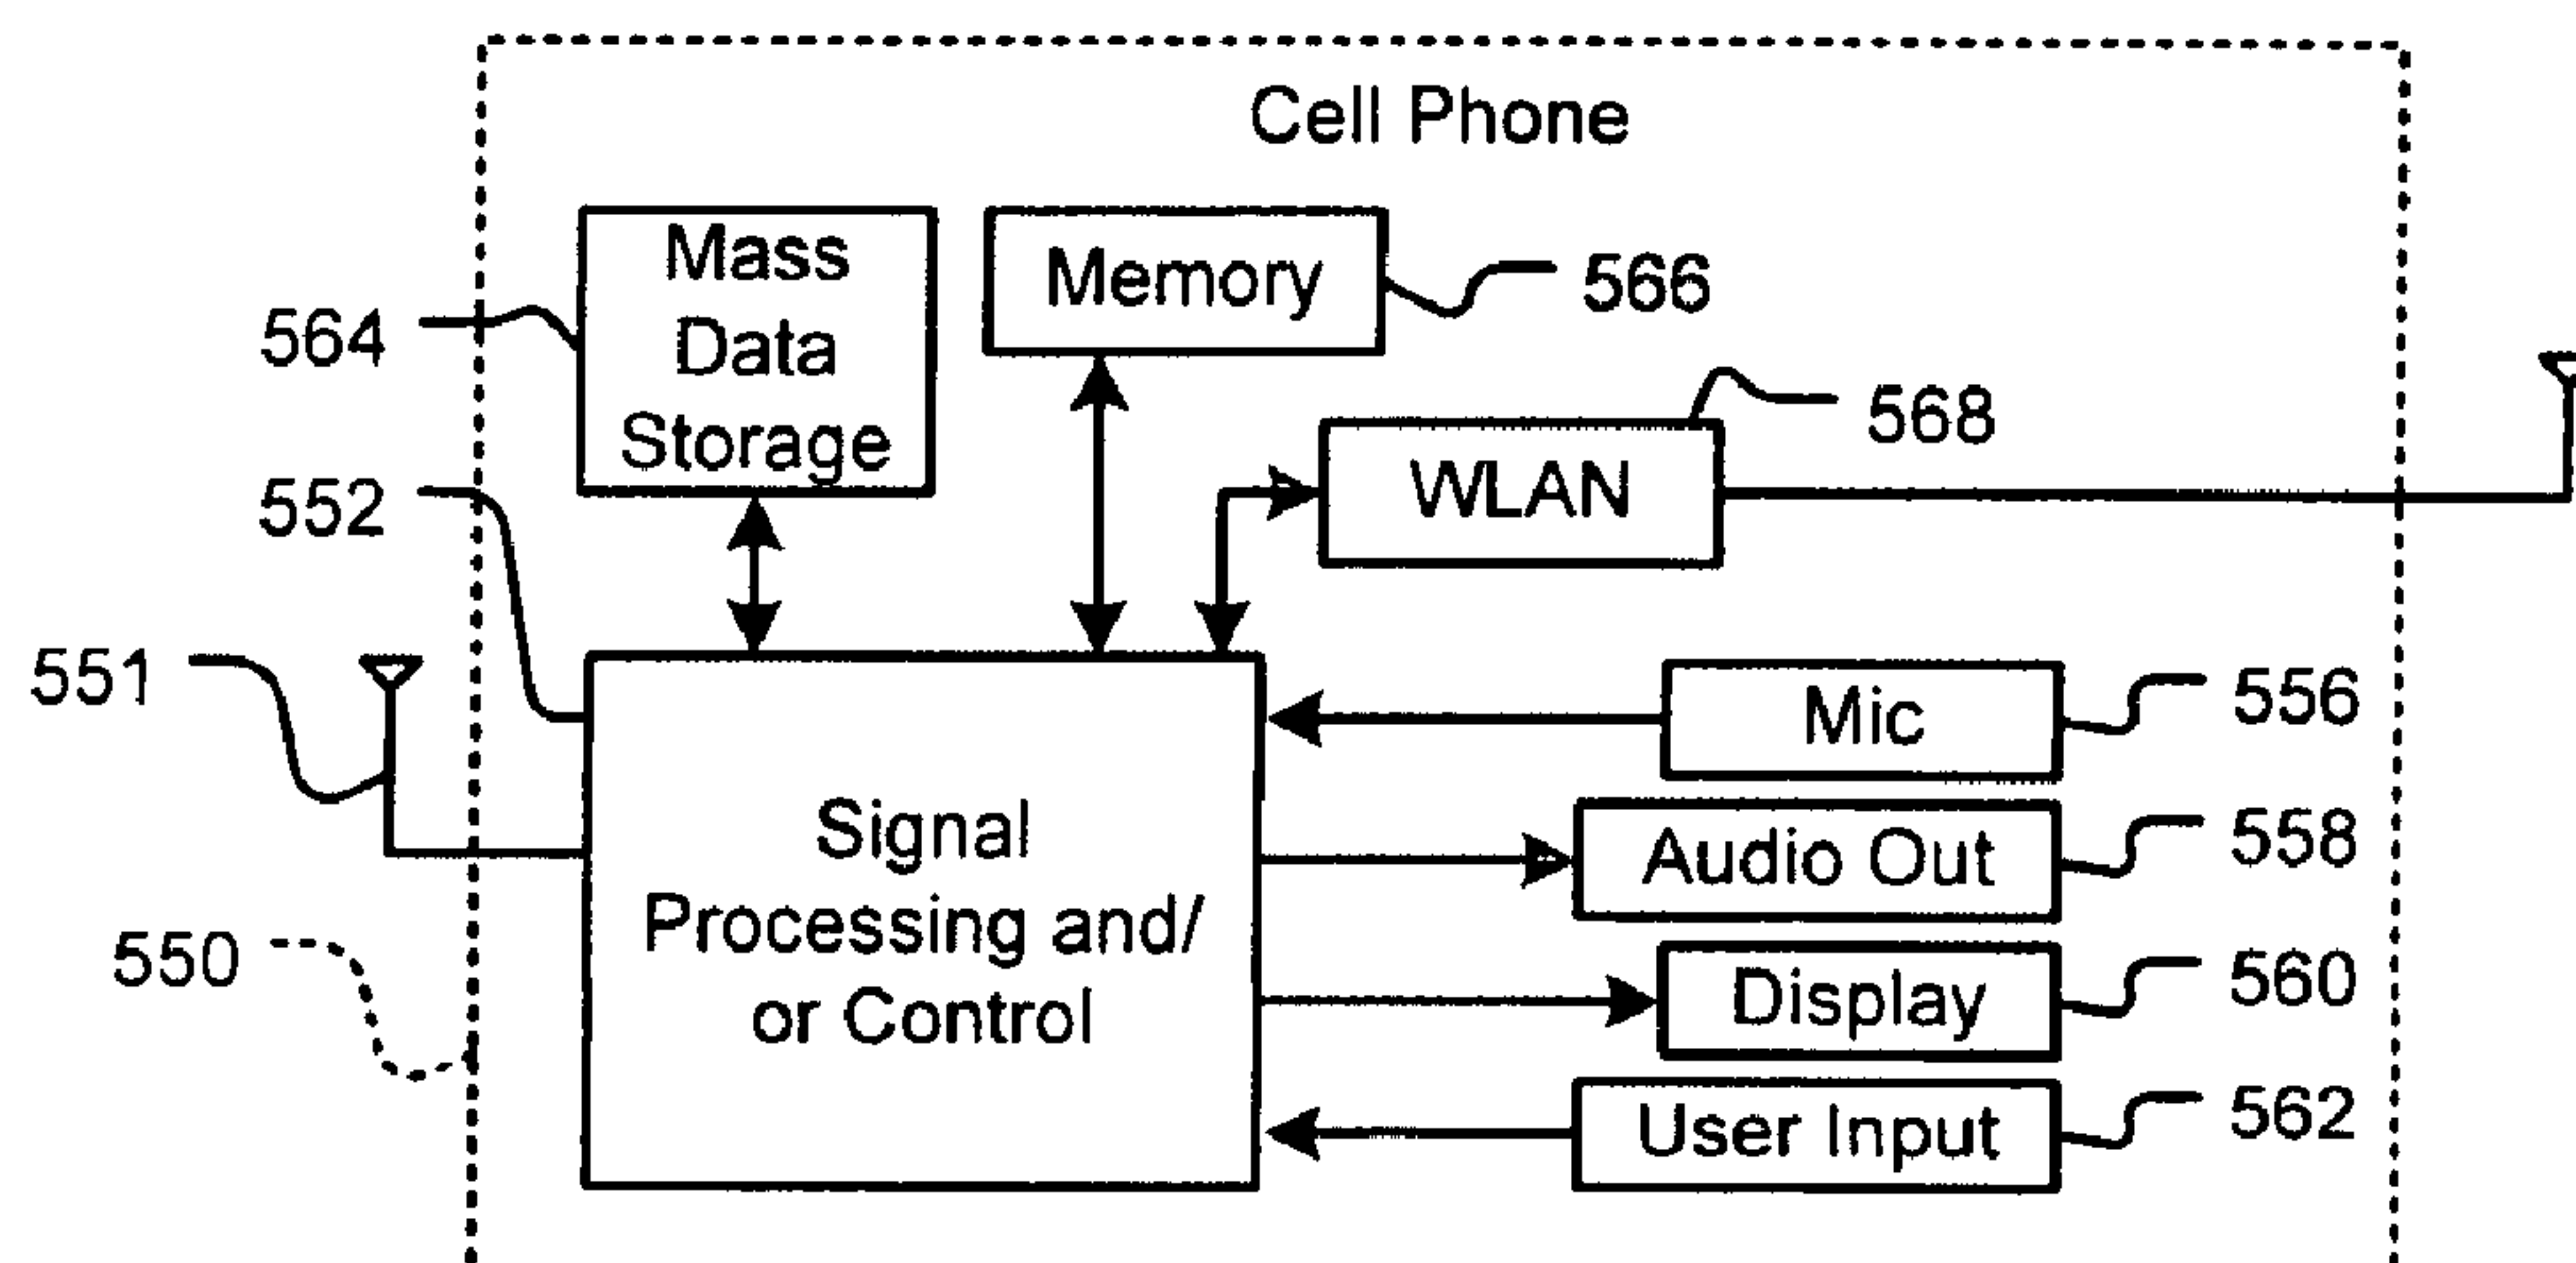 Cell Phone
Mass
Data
Storage
Memory
566
564
568
WLAN
552
551
Mic
556
Signal
Processing and/
or Control
Audio Out
558
550
Display
560
User Input
562